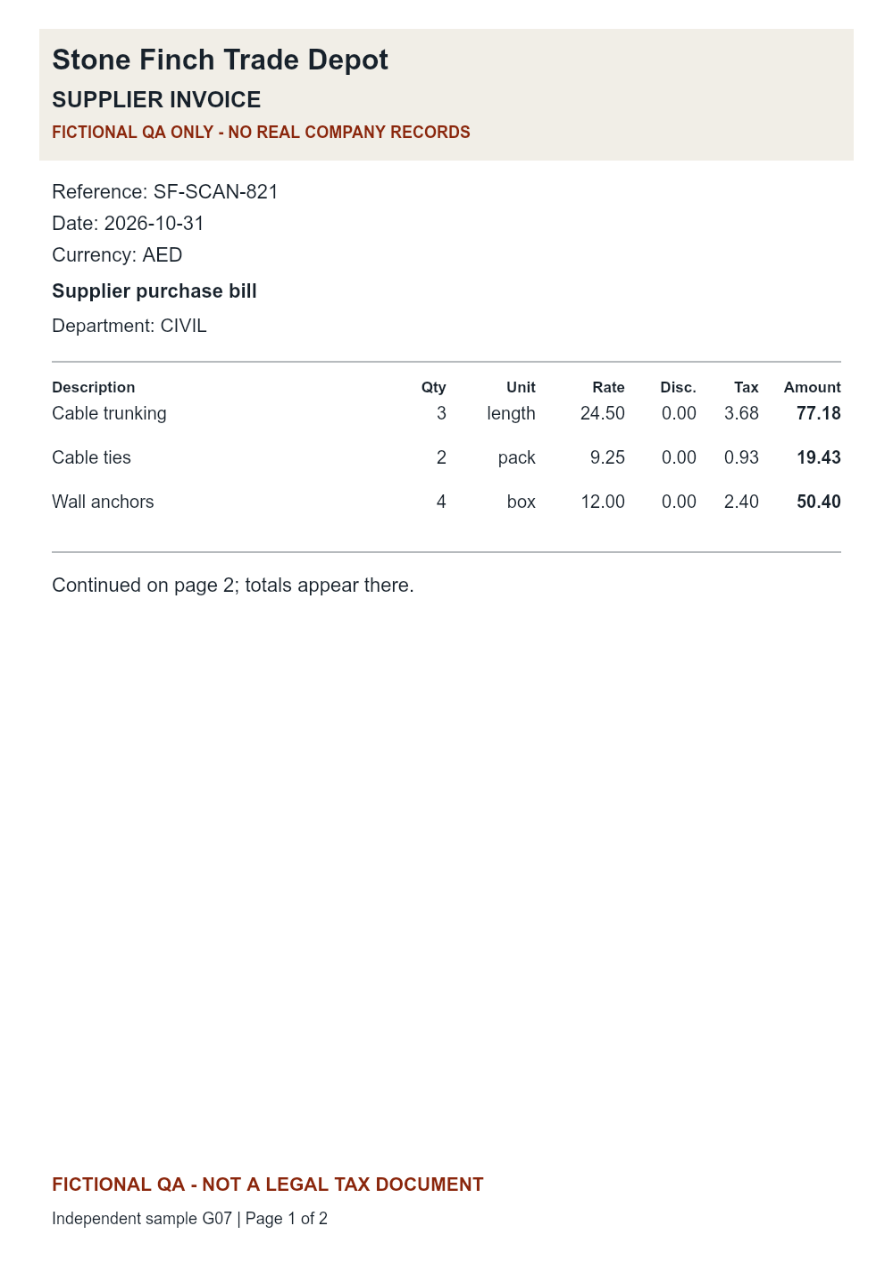 Stone Finch Trade Depot
SUPPLIER INVOICE
FICTIONAL QA ONLY - NO REAL COMPANY RECORDS
Reference: SF-SCAN-821
Date: 2026-10-31
Currency: AED
Supplier purchase bill
Department: CIVIL
Description Qty Unit Rate Disc. Tax Amount
Cable trunking 3 length 24.50 0.00 3.68 77.18
Cable ties 2 pack 9.25 0.00 0.93 19.43
Wall anchors 4 box 12.00 0.00 2.40 50.40
Continued on page 2; totals appear there.
FICTIONAL QA - NOT A LEGAL TAX DOCUMENT
Independent sample G07 | Page 1 of 2